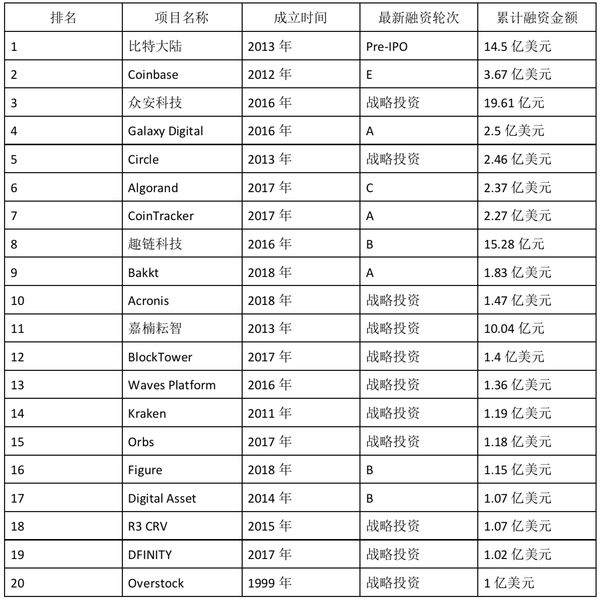 排名 项目名称 成立时间 最新融资轮次 累计融资金额
1 比特大陆 2013 年 Pre-IPO 14.5 亿美元
2 Coinbase 2012 年 E 3.67 亿美元
3 众安科技 2016 年 战略投资 19.61 亿元
4 Galaxy Digital 2016 年 A 2.5 亿美元
5 Circle 2013 年 战略投资 2.46 亿美元
6 Algorand 2017 年 C 2.37 亿美元
7 CoinTracker 2017 年 A 2.27 亿美元
8 趣链科技 2016 年 B 15.28 亿元
9 Bakkt 2018 年 A 1.83 亿美元
10 Acronis 2018 年 战略投资 1.47 亿美元
11 嘉楠耘智 2013 年 战略投资 10.04 亿元
12 BlockTower 2017 年 战略投资 1.4 亿美元
13 Waves Platform 2016 年 战略投资 1.36 亿美元
14 Kraken 2011 年 战略投资 1.19 亿美元
15 Orbs 2017 年 战略投资 1.18 亿美元
16 Figure 2018 年 B 1.15 亿美元
17 Digital Asset 2014 年 B 1.07 亿美元
18 R3 CRV 2015 年 战略投资 1.07 亿美元
19 DFINITY 2017 年 战略投资 1.02 亿美元
20 Overstock 1999 年 战略投资 1 亿美元